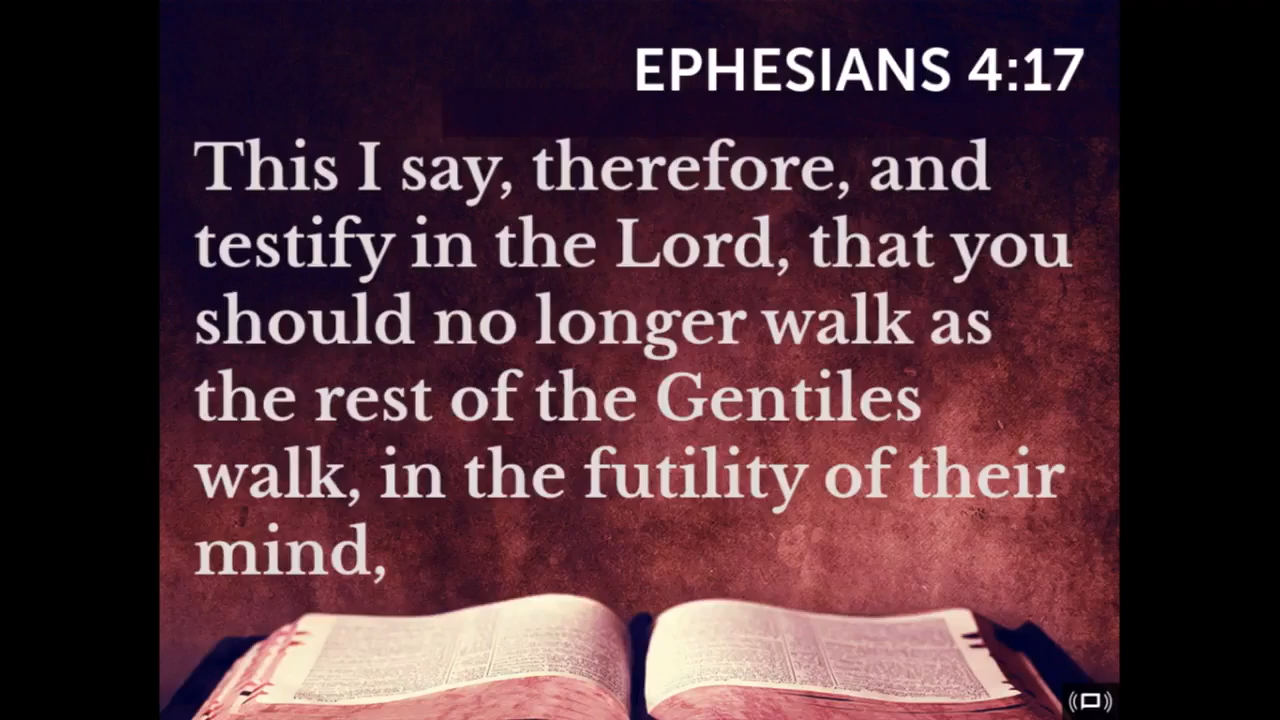 EPHESIANS 4:17
This I say, therefore, and
testify in the Lord, that you
should no longer walk as
the rest of the Gentiles
walk, in the futility of their
mind,